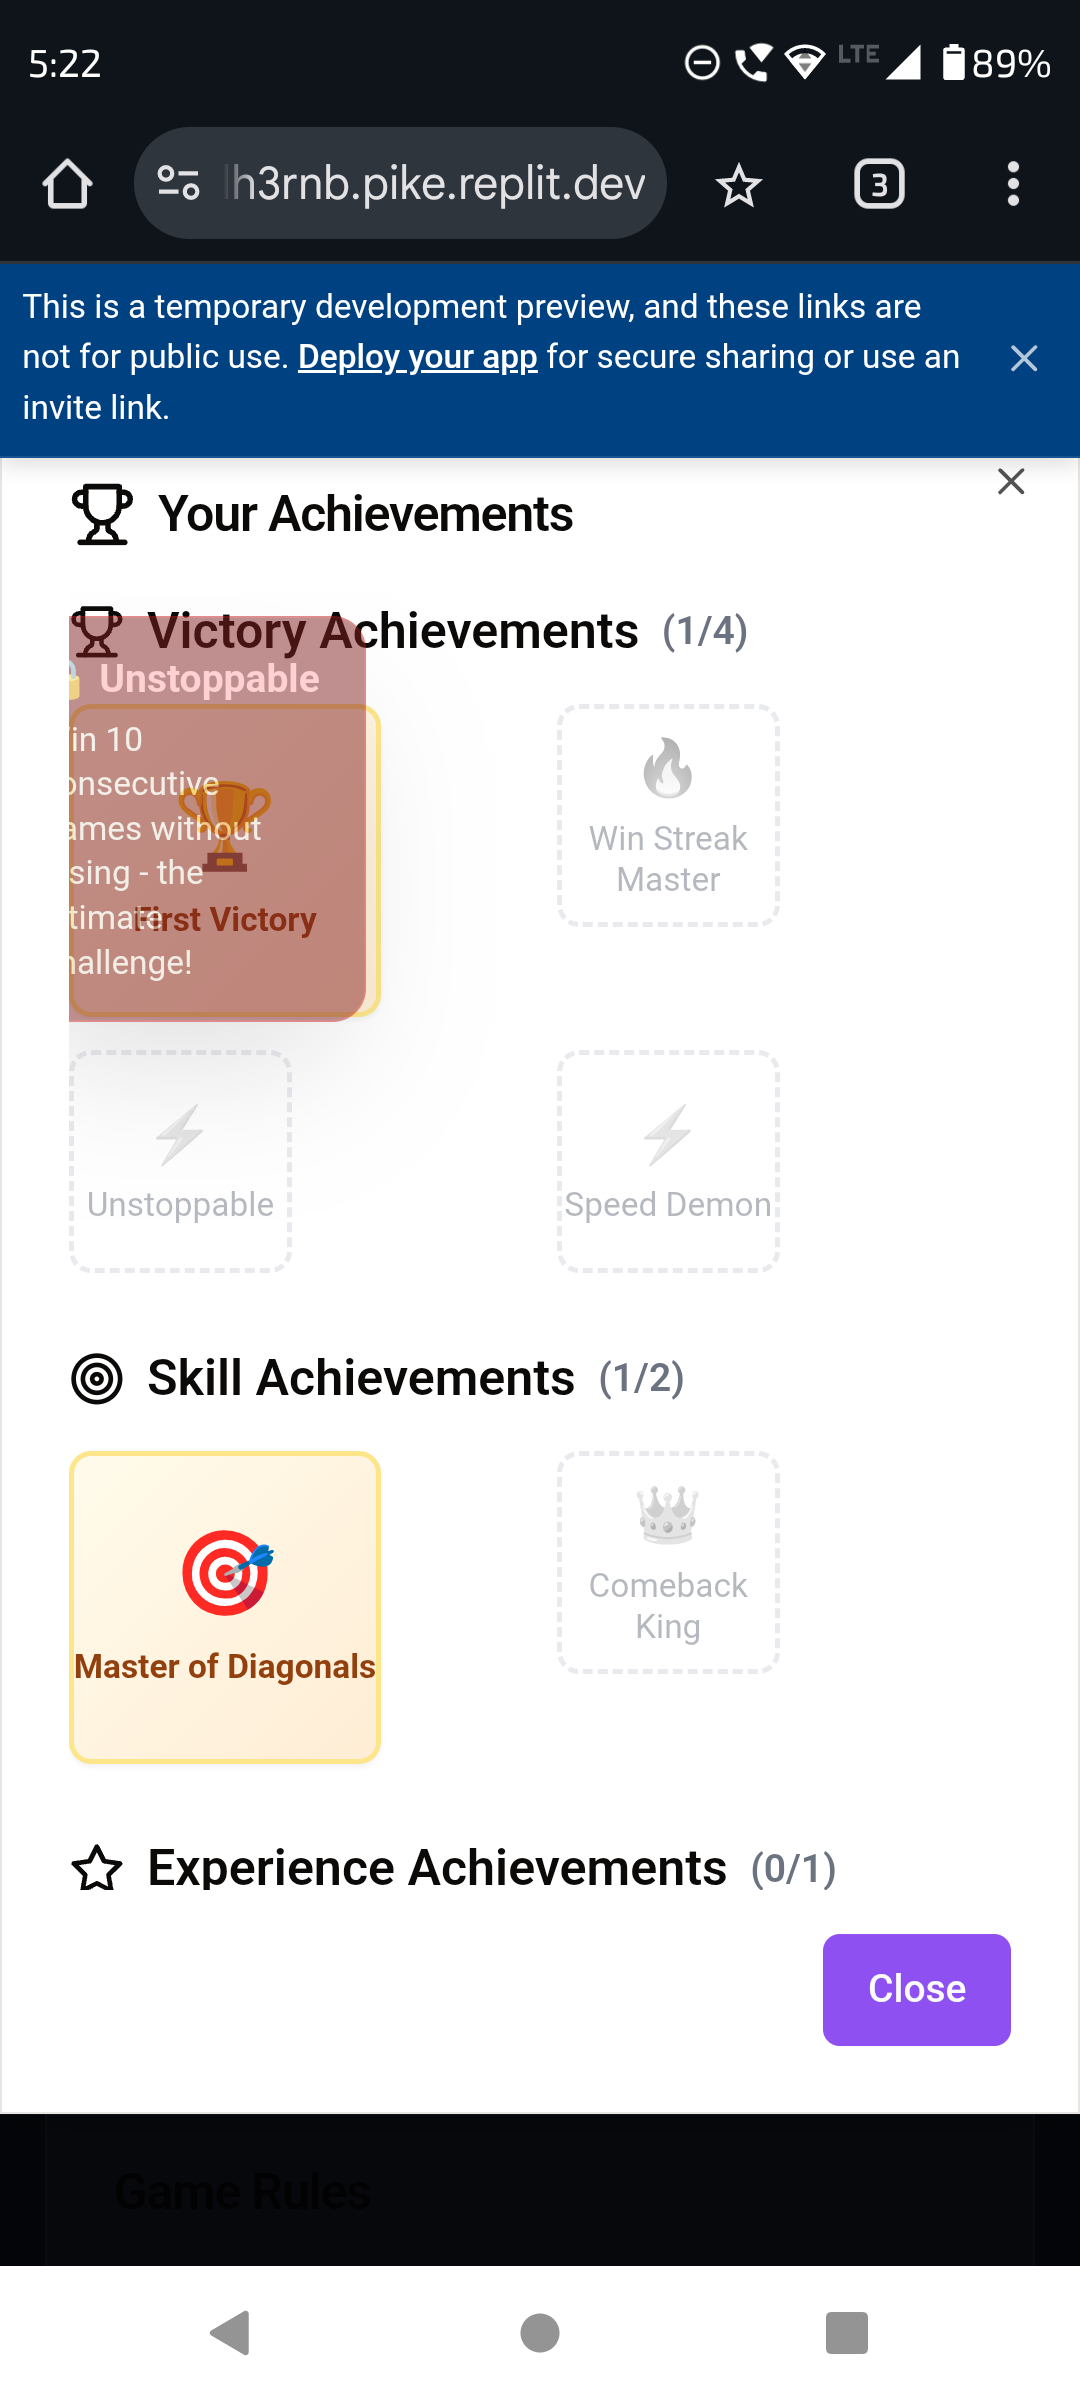 5:22
LTE
89%
h3rnb.pike.replit.dev
3
This is a temporary development preview, and these links are
not for public use. Deploy your app for secure sharing or use an
invite link.
Your Achievements
Victory Achievements (1/4)
Unstoppable
in 10
onsecutive
ames without
sing - the
timate
hallenge!
First Victory
Win Streak
Master
Unstoppable
Speed Demon
Skill Achievements (1/2)
Master of Diagonals
Comeback
King
Experience Achievements (0/1)
Close
Game Rules